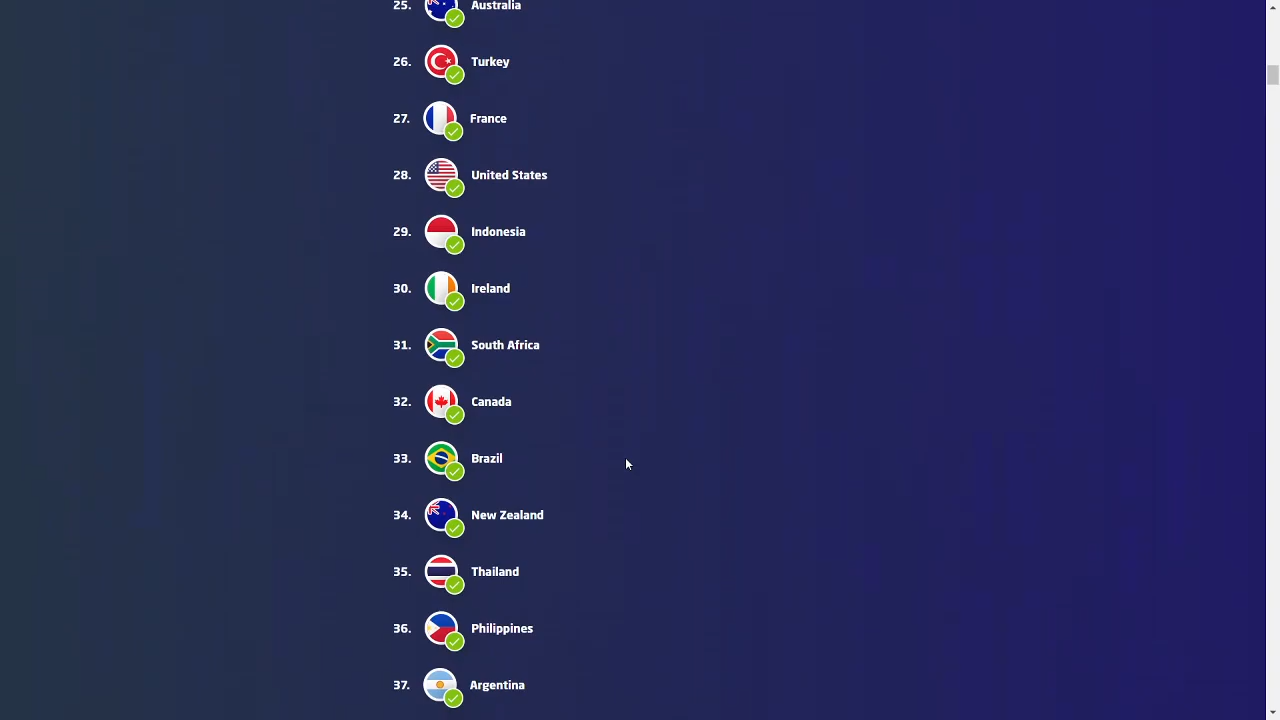 25. Australia
26. Turkey
27. France
28. United States
29. Indonesia
30. Ireland
31. South Africa
32. Canada
33. Brazil
34. New Zealand
35. Thailand
36. Philippines
37. Argentina